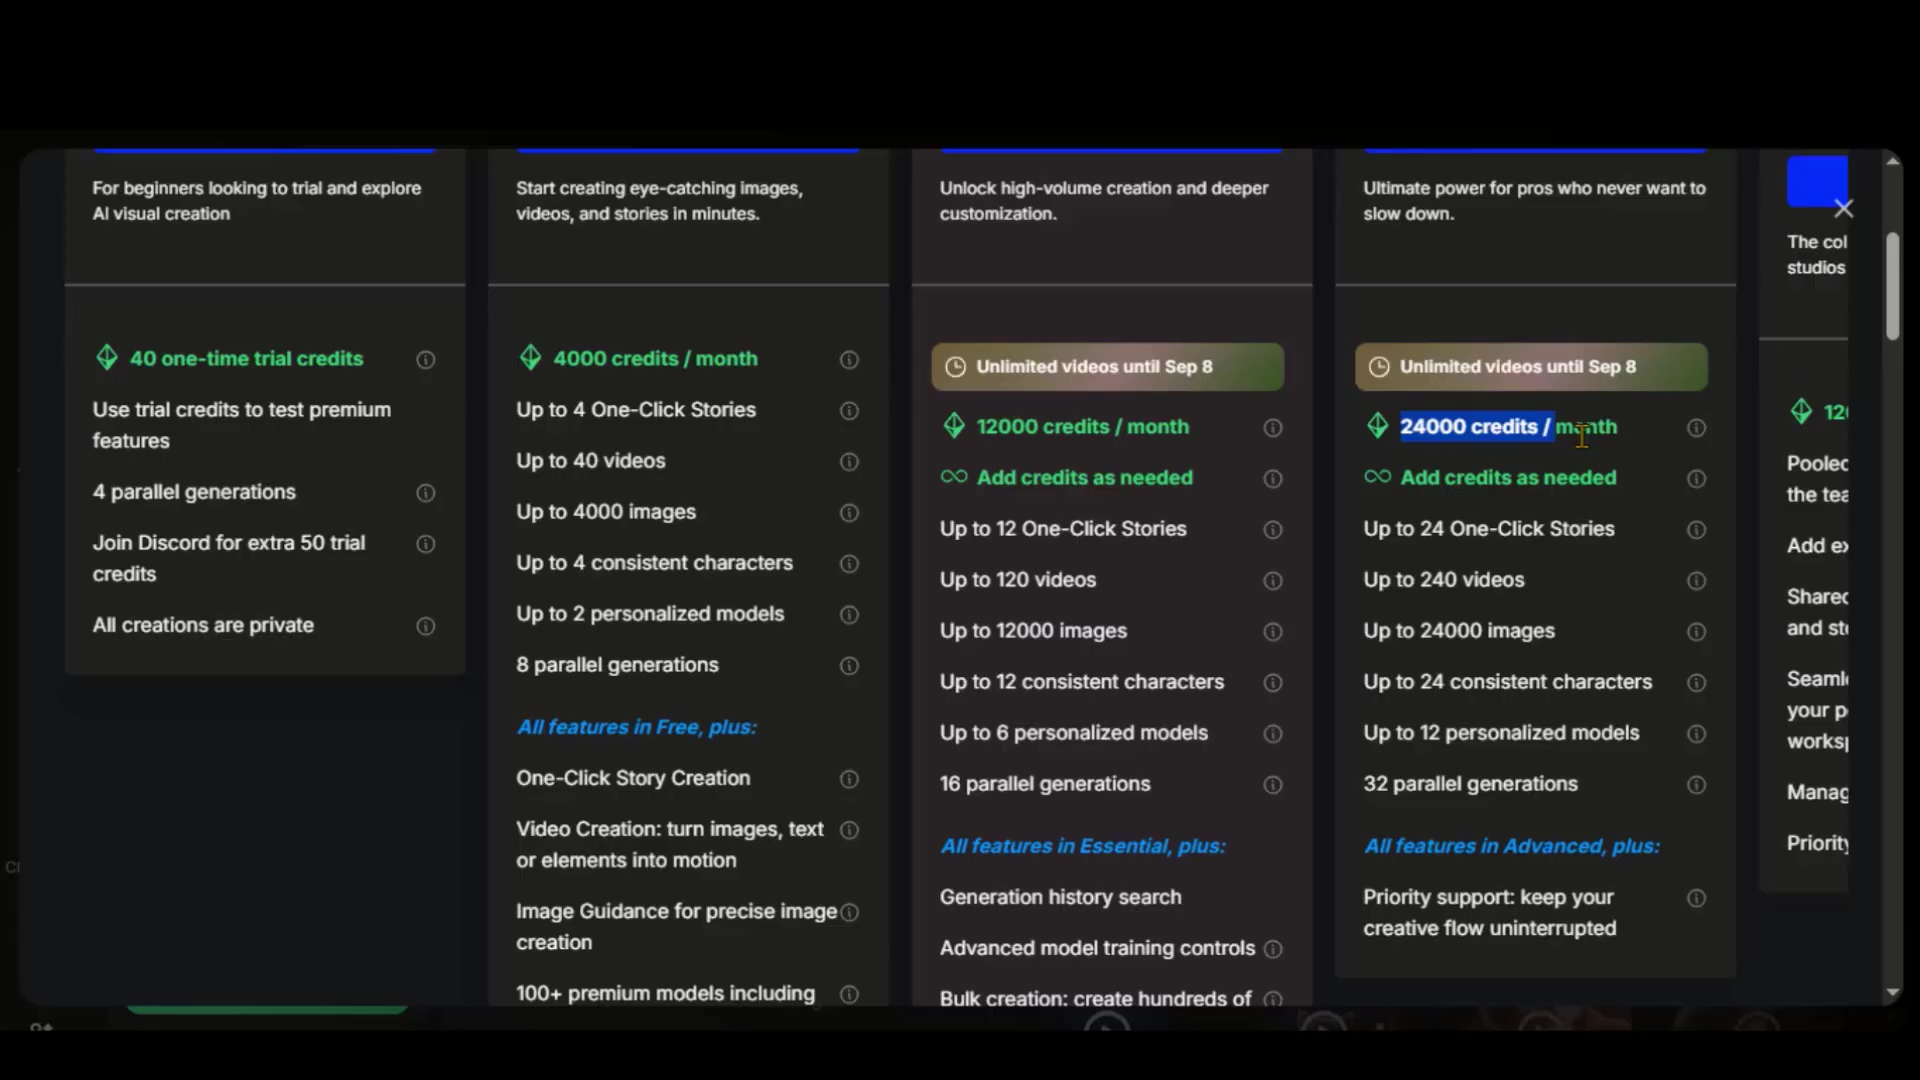 For beginners looking to trial and explore
AI visual creation
40 one-time trial credits
Use trial credits to test premium
features
4 parallel generations
Join Discord for extra 50 trial
credits
All creations are private
Start creating eye-catching images,
videos, and stories in minutes.
4000 credits / month
Up to 4 One-Click Stories
Up to 40 videos
Up to 4000 images
Up to 4 consistent characters
Up to 2 personalized models
8 parallel generations
All features in Free, plus:
One-Click Story Creation
Video Creation: turn images, text
or elements into motion
Image Guidance for precise image
creation
100+ premium models including
Unlock high-volume creation and deeper
customization.
Unlimited videos until Sep 8
12000 credits / month
Add credits as needed
Up to 12 One-Click Stories
Up to 120 videos
Up to 12000 images
Up to 12 consistent characters
Up to 6 personalized models
16 parallel generations
All features in Essential, plus:
Generation history search
Advanced model training controls
Bulk creation: create hundreds of
Ultimate power for pros who never want to
slow down.
Unlimited videos until Sep 8
24000 credits / month
Add credits as needed
Up to 24 One-Click Stories
Up to 240 videos
Up to 24000 images
Up to 24 consistent characters
Up to 12 personalized models
32 parallel generations
All features in Advanced, plus:
Priority support: keep your
creative flow uninterrupted
The col
studios
120
Pooled
the tea
Add ex
Shared
and sto
Seamle
your p
worksp
Manag
Priority